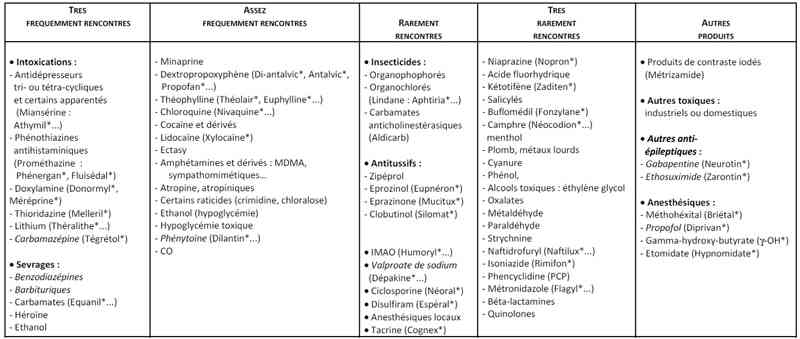 TRES
FREQUEMMENT RENCONTRES
• Intoxications :
- Antidépresseurs
tri- ou tétra-cycliques
et certains apparentés
(Miansérine :
Athymil*...)
- Phénothiazines
antihistaminiques
(Prométhazine :
Phénergan*, Fluisédal*)
- Doxylamine (Donormyl*,
Méréprine*)
- Thioridazine (Melleril*)
- Lithium (Théralithe*...)
- Carbamazépine (Tégrétol*)
• Sevrages :
- Benzodiazépines
- Barbituriques
- Carbamates (Equanil*...)
- Héroïne
- Ethanol
ASSEZ
FREQUEMMENT RENCONTRES
- Minaprine
- Dextropropoxyphène (Di-antalvic*, Antalvic*,
Propofan*...)
- Théophylline (Théolair*, Euphylline*...)
- Chloroquine (Nivaquine*...)
- Cocaïne et dérivés
- Lidocaïne (Xylocaïne*)
- Ectasy
- Amphétamines et dérivés : MDMA,
sympathomimétiques...
- Atropine, atropiniques
- Certains raticides (crimidine, chloralose)
- Ethanol (hypoglycémie)
- Hypoglycémie toxique
- Phénytoine (Dilantin*...)
- CO
RAREMENT
RENCONTRES
• Insecticides :
- Organophophorés
- Organochlorés
(Lindane : Aphtiria*...)
- Carbamates
anticholinestérasiques
(Aldicarb)
• Antitussifs :
- Zipéprol
- Eprozinol (Eupnéron*)
- Eprazinone (Mucitux*)
- Clobutinol (Silomat*)
• IMAO (Humoryl*...)
• Valproate de sodium
(Dépakine*...)
• Ciclosporine (Néoral*)
• Disulfiram (Espéral*)
• Anesthésiques locaux
• Tacrine (Cognex*)
TRES
RAREMENT
RENCONTRES
- Niaprazine (Nopron*)
- Acide fluorhydrique
- Kétótifène (Zaditen*)
- Salicylés
- Buflomédil (Fonzylane*)
- Camphre (Néocodion*...)
menthol
- Plomb, métaux lourds
- Cyanure
- Phénol,
- Alcools toxiques : éthylène glycol
- Oxalates
- Métaldéhyde
- Paraldéhyde
- Strychnine
- Naftidrofuryl (Naftilux*...)
- Isoniazide (Rimifon*)
- Phencyclidine (PCP)
- Métronidazole (Flagyl*...)
- Béta-lactamines
- Quinolones
AUTRES
PRODUITS
• Produits de contraste iodés
(Métrizamide)
• Autres toxiques :
industriels ou domestiques
• Autres anti-
épileptiques :
- Gabapentine (Neurotin*)
- Ethosuximide (Zarontin*)
• Anesthésiques :
- Méthohéxital (Briétal*)
- Propofol (Diprivan*)
- Gamma-hydroxy-butyrate (γ-OH*)
- Etomidate (Hypnomidate*)